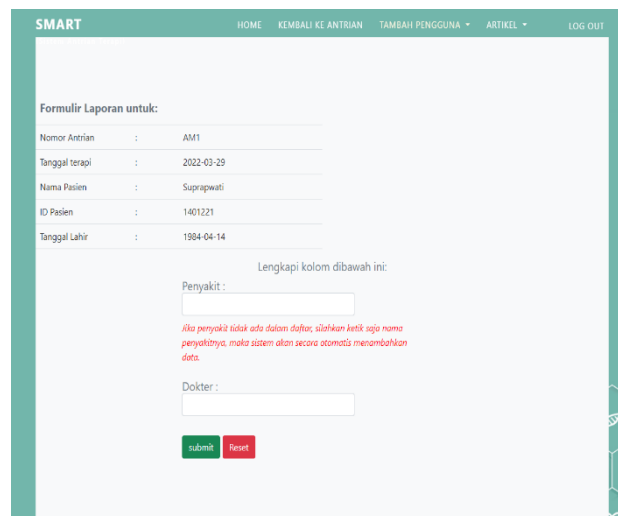 SMART HOME KEMBALI KE ANTRIAN TAMBAH PENGGUNA ARTIKEL LOG OUT
Formulir Laporan untuk:
Nomor Antrian : AM1
Tanggal terapi : 2022-03-29
Nama Pasien : Suprapwati
ID Pasien : 1401221
Tanggal Lahir : 1984-04-14
Lengkapi kolom dibawah ini:
Penyakit :
Jika penyakit tidak ada dalam daftar, silahkan ketik saja nama
penyakitnya, maka sistem akan secara otomatis menambahkan
data.
Dokter :
submit Reset